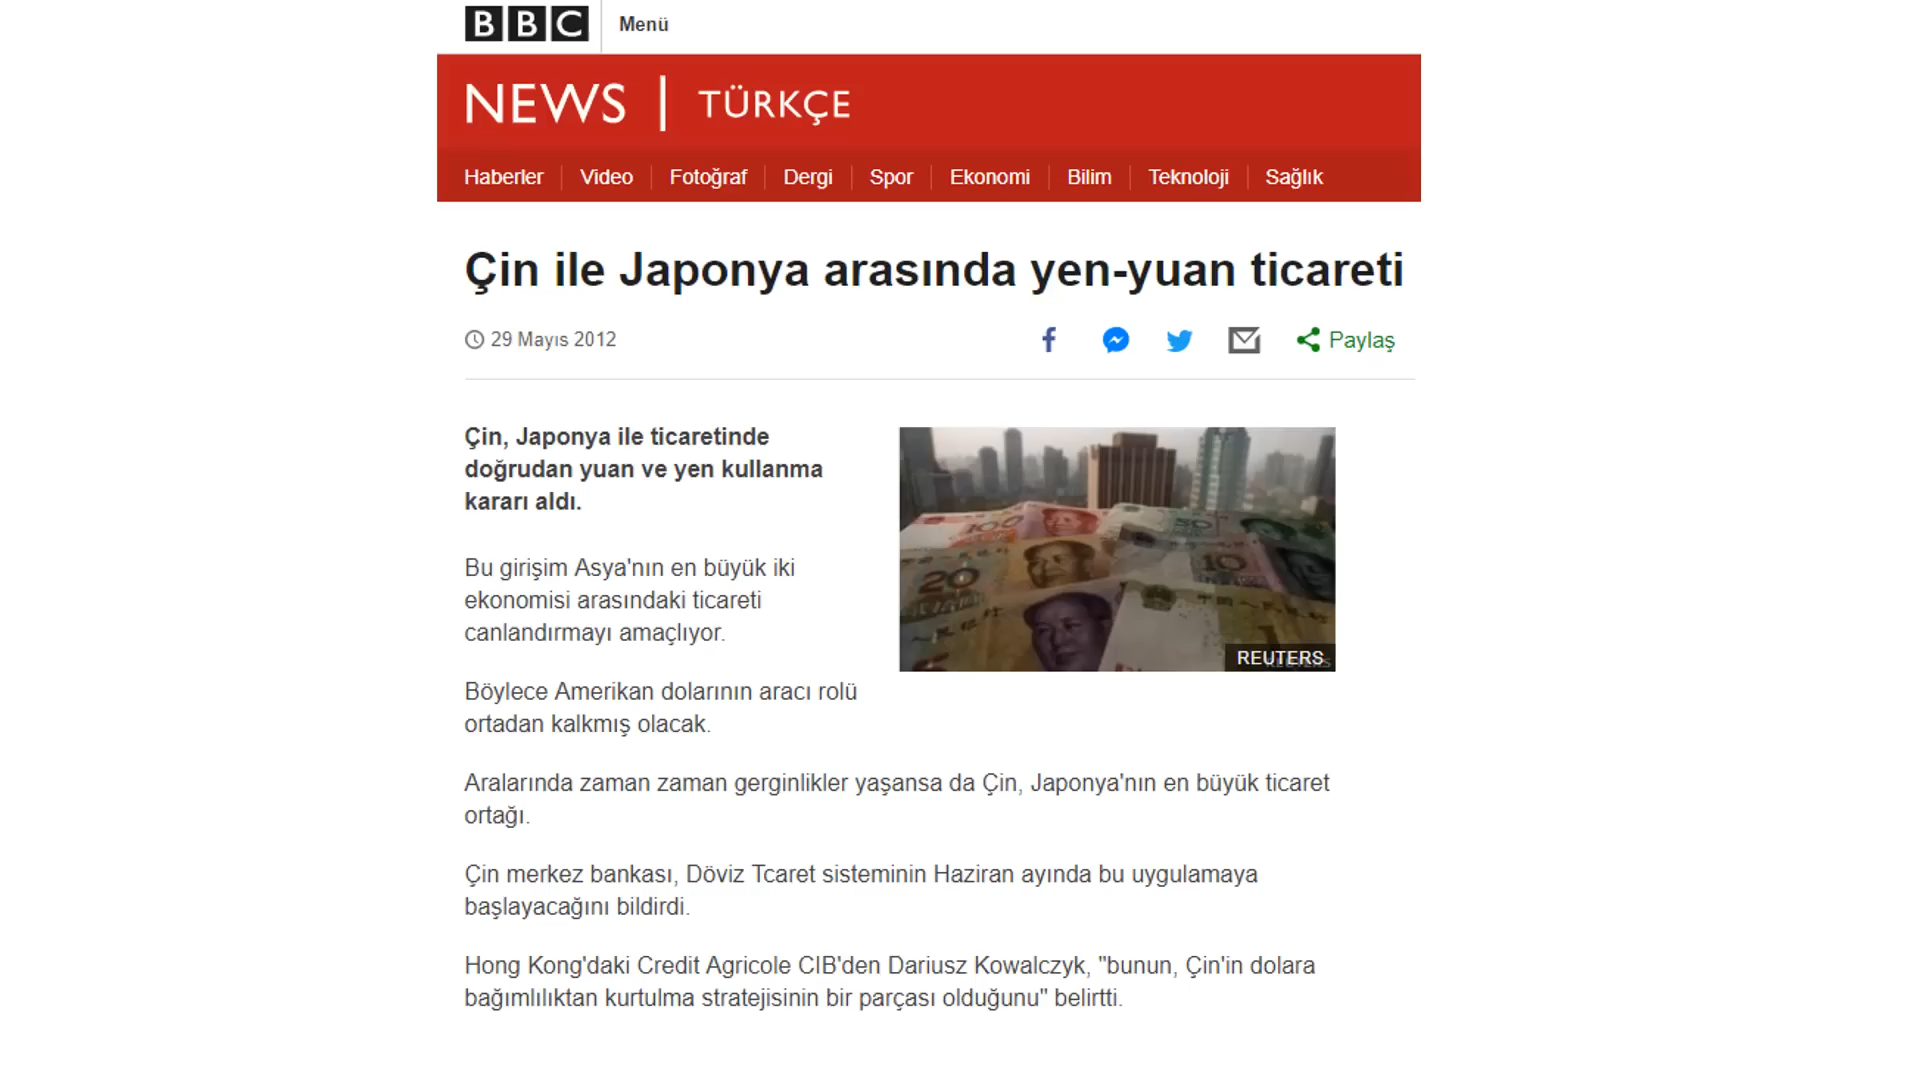 BBC Menü
NEWS | TÜRKÇE
Haberler Video Fotoğraf Dergi Spor Ekonomi Bilim Teknoloji Sağlık
Çin ile Japonya arasında yen-yuan ticareti
29 Mayıs 2012 Paylaş
Çin, Japonya ile ticaretinde
doğrudan yuan ve yen kullanma
kararı aldı.
Bu girişim Asya'nın en büyük iki
ekonomisi arasındaki ticareti
canlandırmayı amaçlıyor.
Böylece Amerikan dolarının aracı rolü
ortadan kalkmış olacak.
100
50
20
10
REUTERS
Aralarında zaman zaman gerginlikler yaşansa da Çin, Japonya'nın en büyük ticaret
ortağı.
Çin merkez bankası, Döviz Tcaret sisteminin Haziran ayında bu uygulamaya
başlayacağını bildirdi.
Hong Kong'daki Credit Agricole CIB'den Dariusz Kowalczyk, "bunun, Çin'in dolara
bağımlılıktan kurtulma stratejisinin bir parçası olduğunu" belirtti.